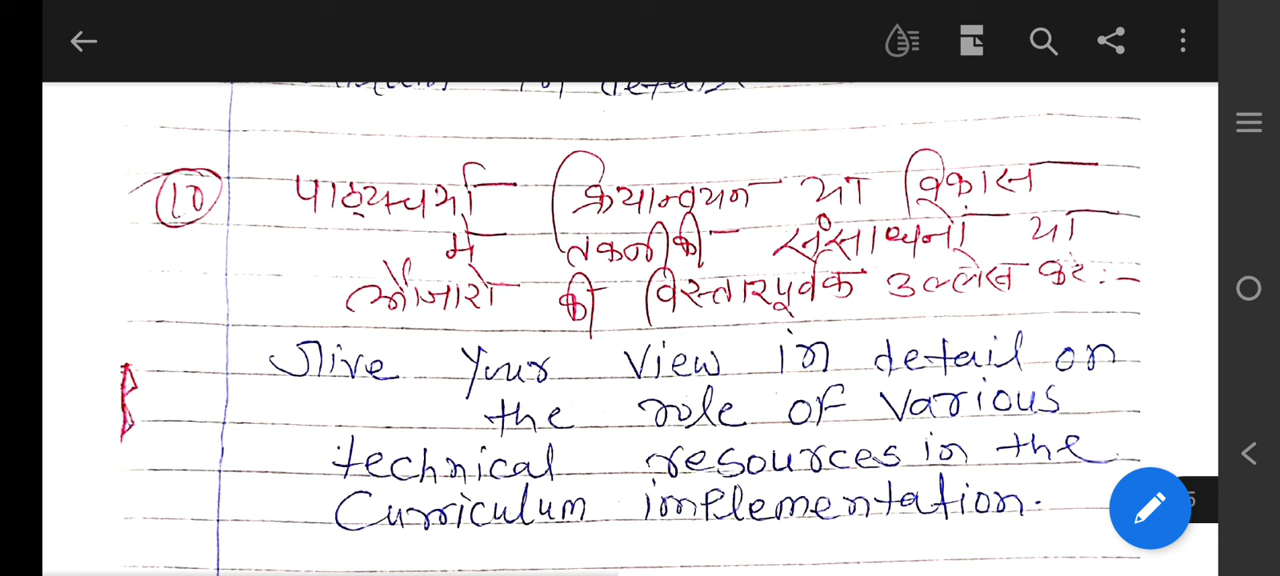 (10) पाठ्यचर्या क्रियान्वयन या विकास
में तकनीकी संसाधनों या
औजारो की विस्तारपूर्वक उल्लेख करे:-
Give your view in detail on
the role of various
technical resources in the
Curriculum implementation.
5